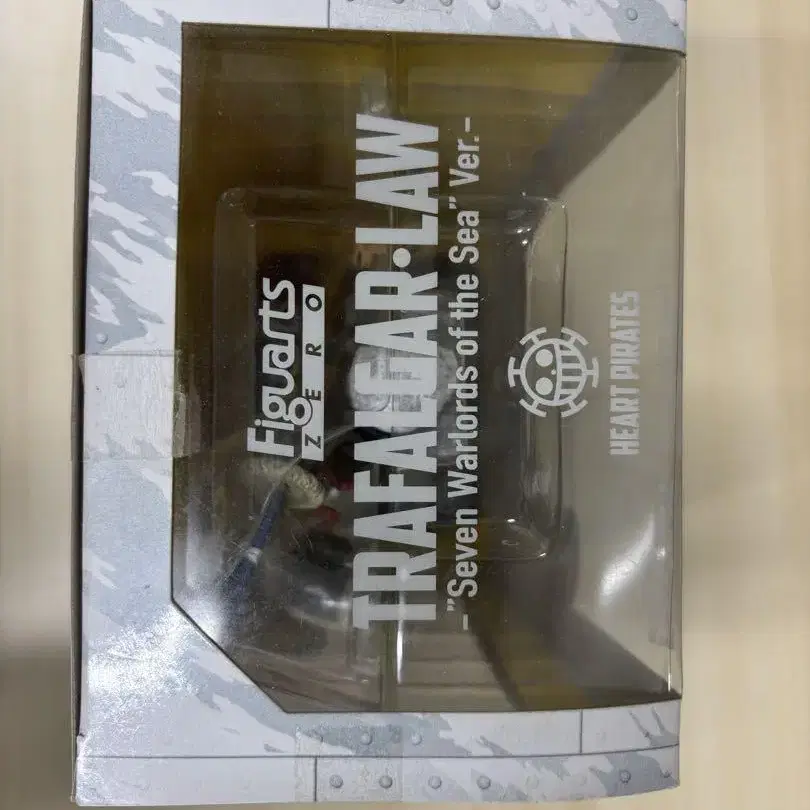 Figuarts
ZERO
TRAFALGAR•LAW
-"Seven Warlords of the Sea" Ver.-
HEART PIRATES